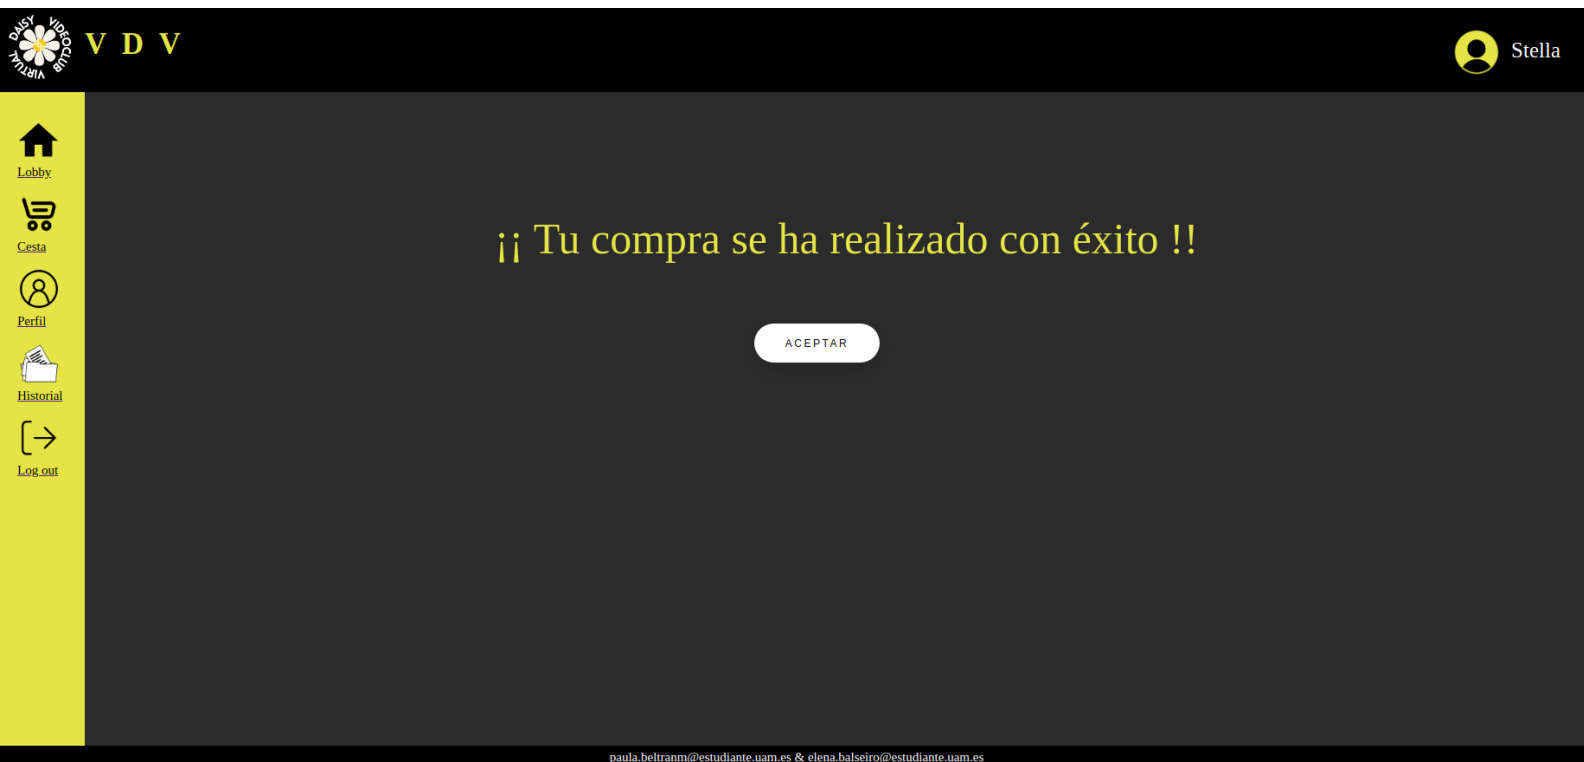 DAISY VIDEOCLUB VIRTUAL
V D V
Stella
Lobby
Cesta
Perfil
Historial
Log out
¡¡ Tu compra se ha realizado con éxito !!
ACEPTAR
paula.beltranm@estudiante.uam.es & elena.balseiro@estudiante.uam.es